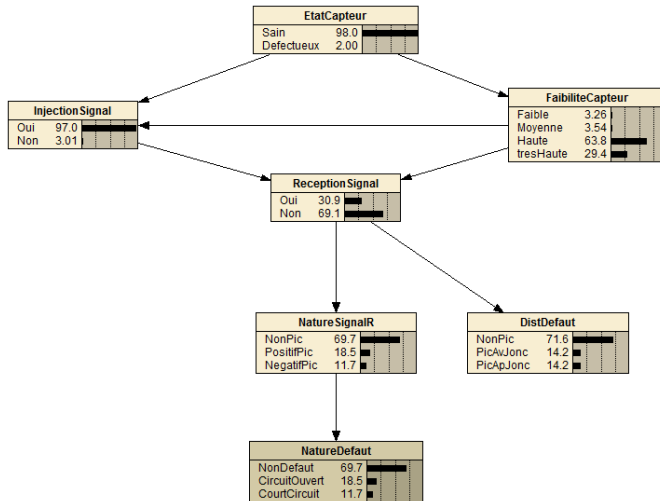 EtatCapteur
Sain 98.0
Defectueux 2.00
InjectionSignal
Oui 97.0
Non 3.01
FaibiliteCapteur
Faible 3.26
Moyenne 3.54
Haute 63.8
tresHaute 29.4
ReceptionSignal
Oui 30.9
Non 69.1
NatureSignalR
NonPic 69.7
PositifPic 18.5
NegatifPic 11.7
DistDefaut
NonPic 71.6
PicAvJonc 14.2
PicApJonc 14.2
NatureDefaut
NonDefaut 69.7
CircuitOuvert 18.5
CourtCircuit 11.7